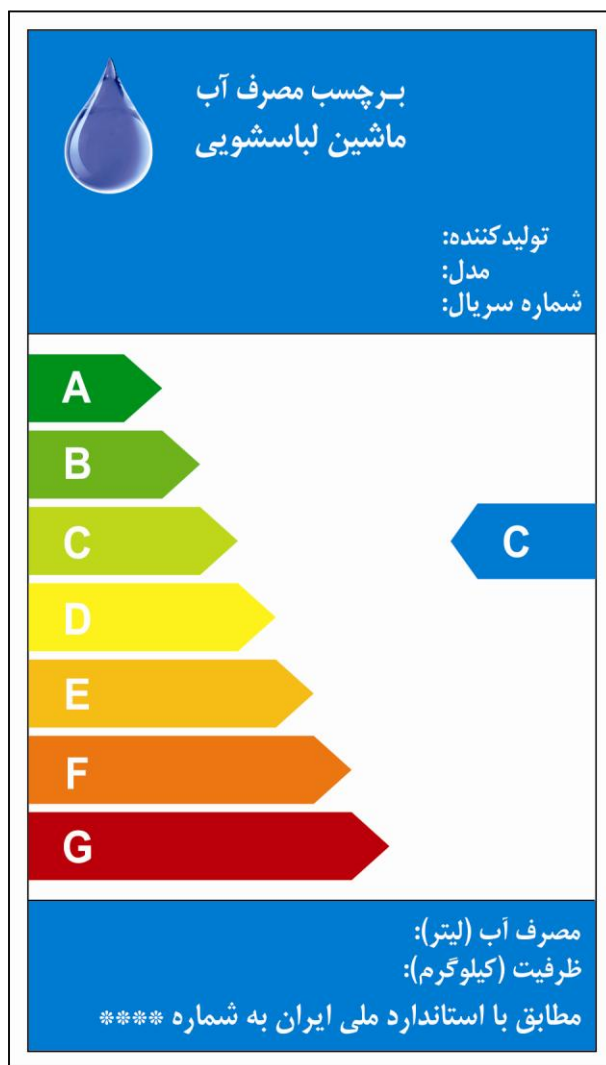 برچسب مصرف آب
ماشین لباسشویی
تولیدکننده:
مدل:
شماره سریال:
A
B
C
C
D
E
F
G
مصرف آب (لیتر):
ظرفیت (کیلوگرم):
مطابق با استاندارد ملی ایران به شماره ****